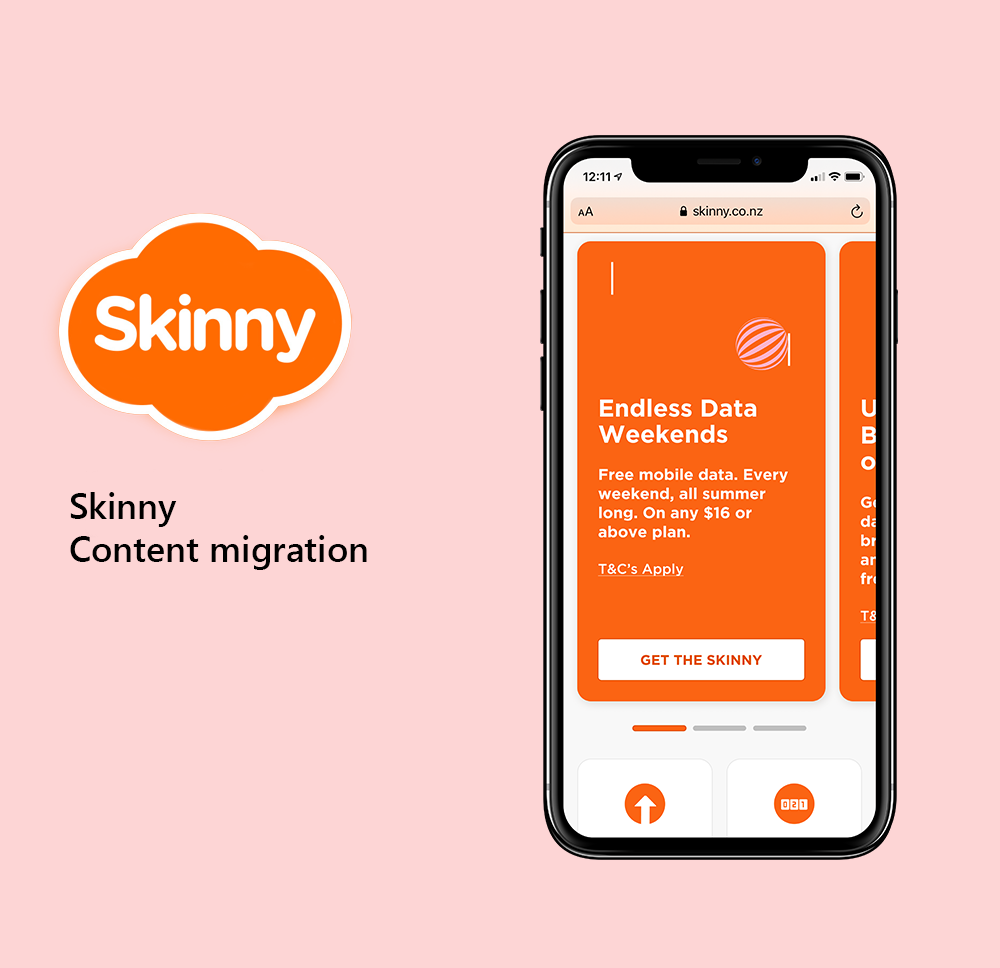 Skinny
Skinny
Content migration
12:11
AA
skinny.co.nz
Endless Data
Weekends
Free mobile data. Every
weekend, all summer
long. On any $16 or
above plan.
T&C's Apply
GET THE SKINNY
021